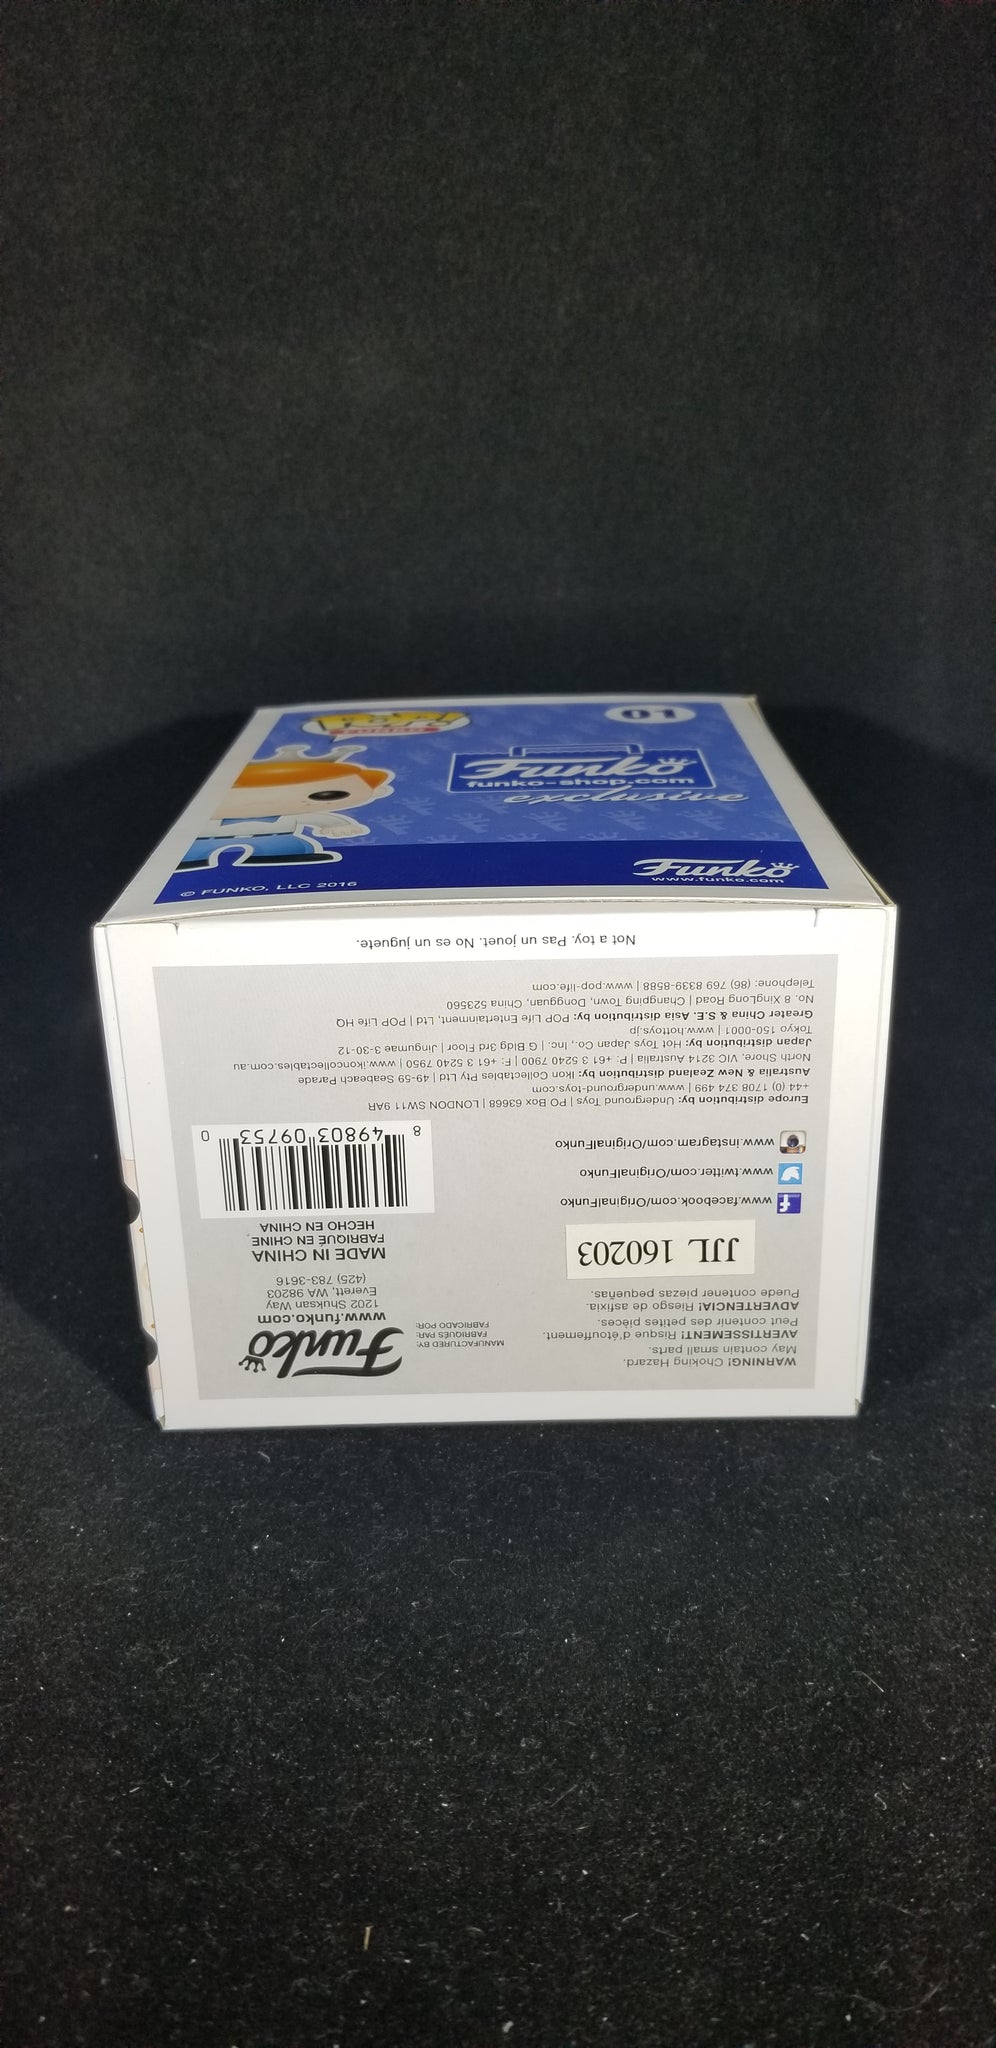 POP!
FUNKO
01
Funko
funko-shop.com
exclusive
Funko
www.funko.com
© FUNKO, LLC 2016
WARNING! Choking Hazard.
May contain small parts.
AVERTISSEMENT! Risque d'étouffement.
Peut contenir des petites pièces.
ADVERTENCIA! Riesgo de asfixia.
Puede contener piezas pequeñas.
JJL 160203
MANUFACTURED BY:
FABRIQUÉS PAR:
FABRICADO POR:
Funko
www.funko.com
1202 Shuksan Way
Everett, WA 98203
(425) 783-3616
MADE IN CHINA
FABRIQUÉ EN CHINE
HECHO EN CHINA
8 49803 09753 0
www.facebook.com/OriginalFunko
www.twitter.com/OriginalFunko
www.instagram.com/OriginalFunko
Europe distribution by: Underground Toys | PO Box 63668 | LONDON SW11 9AR
+44 (0) 1708 374 499 | www.underground-toys.com
Australia & New Zealand distribution by: Ikon Collectables Pty Ltd | 49-59 Seabeach Parade
North Shore, VIC 3214 Australia | P: +61 3 5240 7900 | F: +61 3 5240 7950 | www.ikoncollectables.com.au
Japan distribution by: Hot Toys Japan Co., Inc. | G Bldg 3rd Floor | Jingumae 3-30-12
Tokyo 150-0001 | www.hottoys.jp
Greater China & S.E. Asia distribution by: POP Life Entertainment, Ltd | POP Life HQ
No. 8 XingLong Road | Changping Town, Dongguan, China 523560
Telephone: (86) 769 8339-8588 | www.pop-life.com
Not a toy. Pas un jouet. No es un juguete.